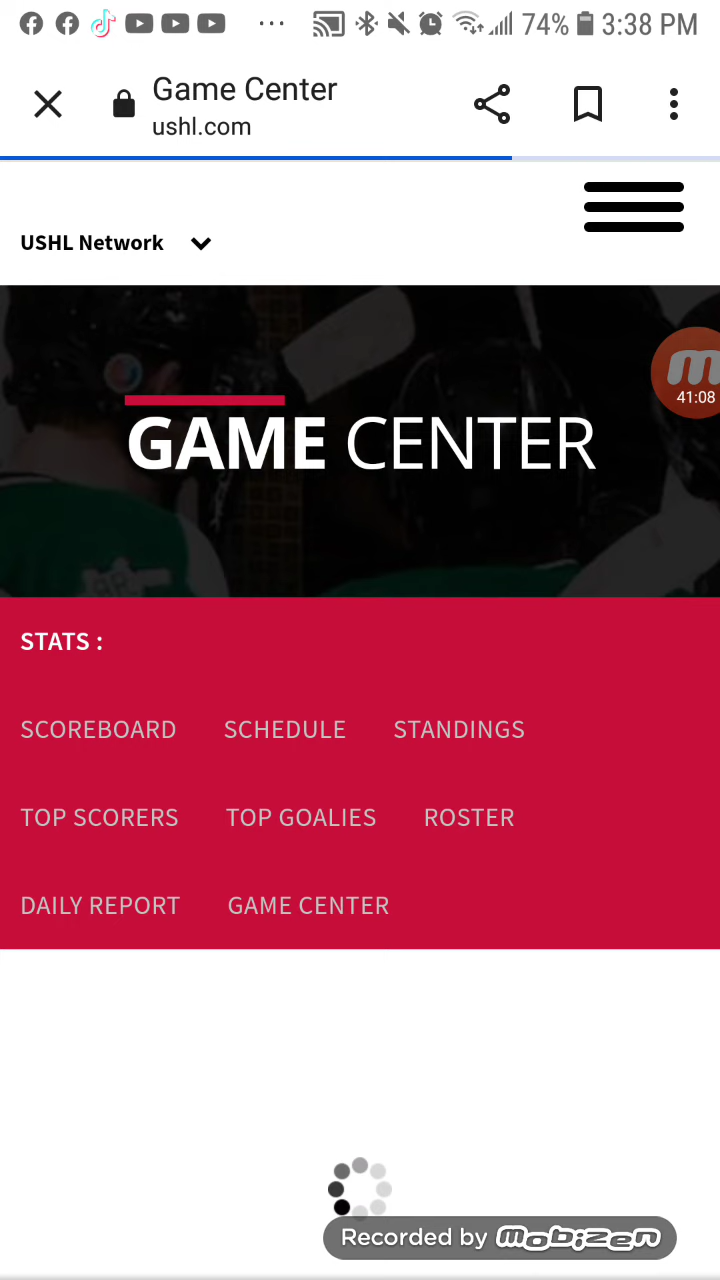 74% 3:38 PM
Game Center
ushl.com
USHL Network
41:08
GAME CENTER
STATS :
SCOREBOARD SCHEDULE STANDINGS
TOP SCORERS TOP GOALIES ROSTER
DAILY REPORT GAME CENTER
Recorded by mobizen